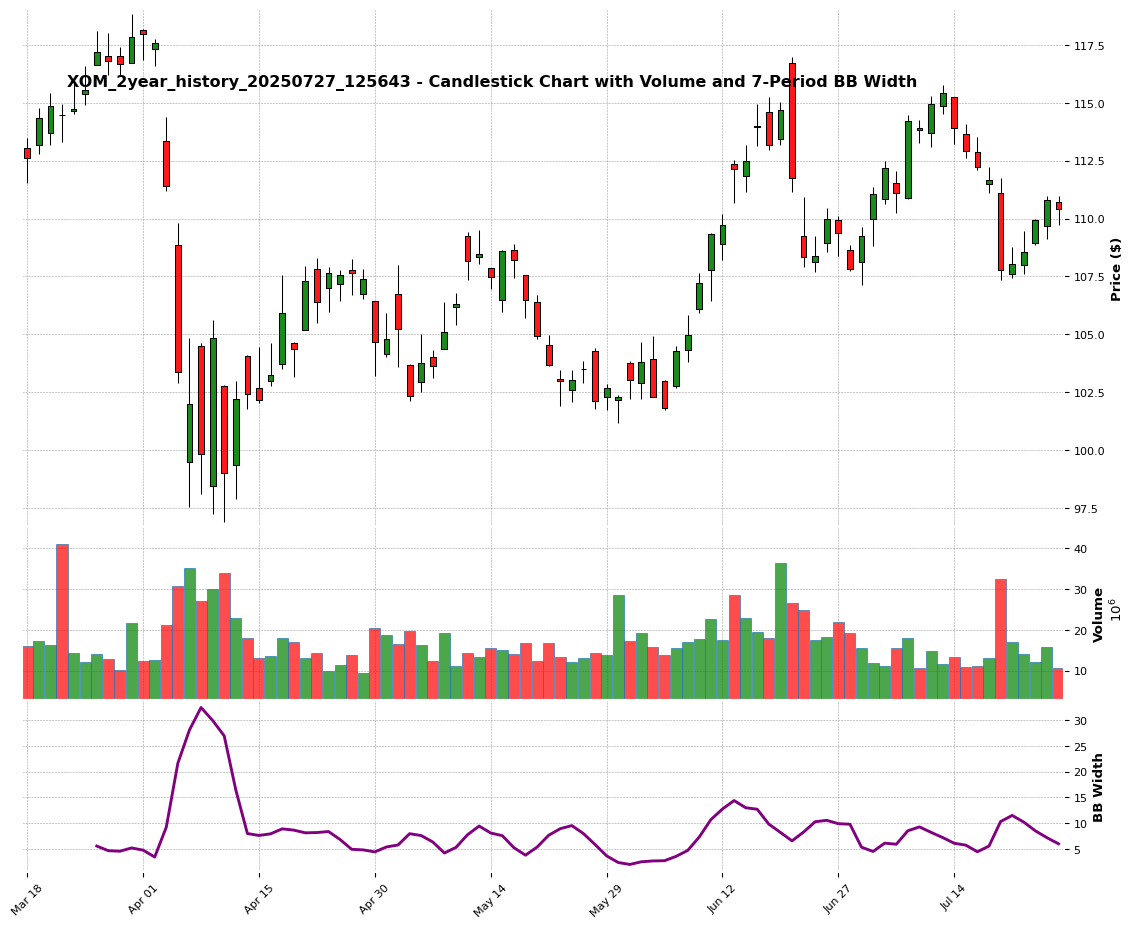 XOM_2year_history_20250727_125643 - Candlestick Chart with Volume and 7-Period BB Width
117.5
115.0
112.5
110.0
107.5
105.0
102.5
100.0
97.5
Price ($)
40
30
20
10
Volume
10^6
30
25
20
15
10
5
BB Width
Mar 18
Apr 01
Apr 15
Apr 30
May 14
May 29
Jun 12
Jun 27
Jul 14